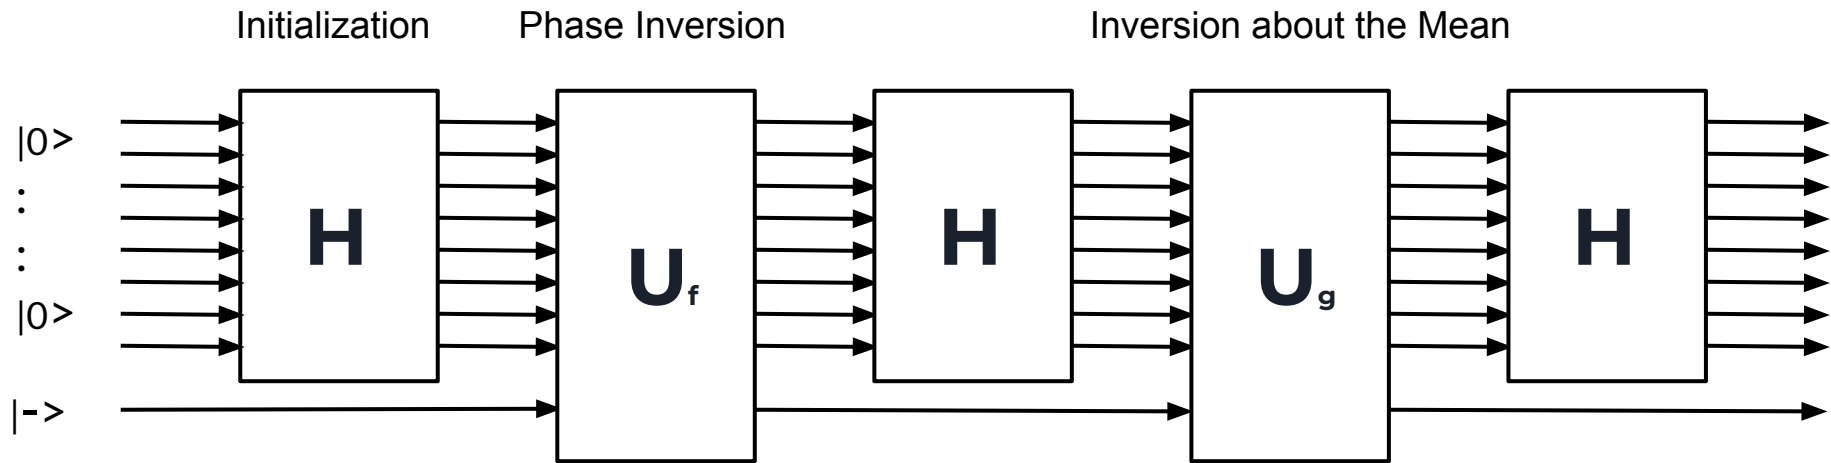 Initialization
Phase Inversion
Inversion about the Mean
|0>
:
:
|0>
|->
H
Uf
H
Ug
H